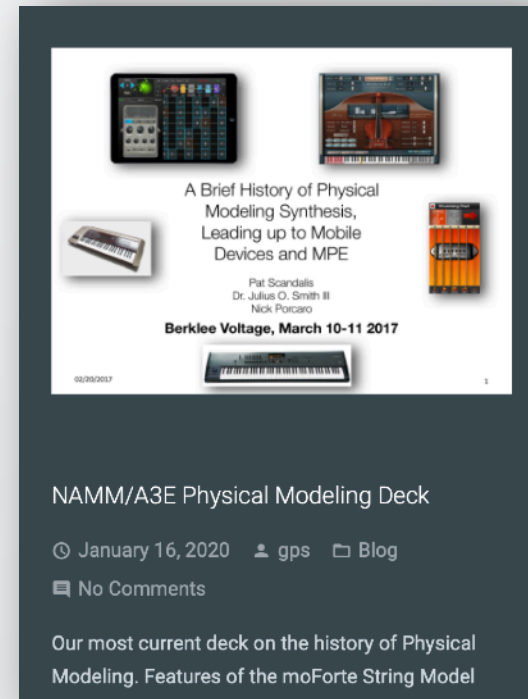 A Brief History of Physical
Modeling Synthesis,
Leading up to Mobile
Devices and MPE
Pat Scandalis
Dr. Julius O. Smith III
Nick Porcaro
Berklee Voltage, March 10-11 2017
02/20/2017
1
NAMM/A3E Physical Modeling Deck
January 16, 2020 gps Blog
No Comments
Our most current deck on the history of Physical
Modeling. Features of the moForte String Model